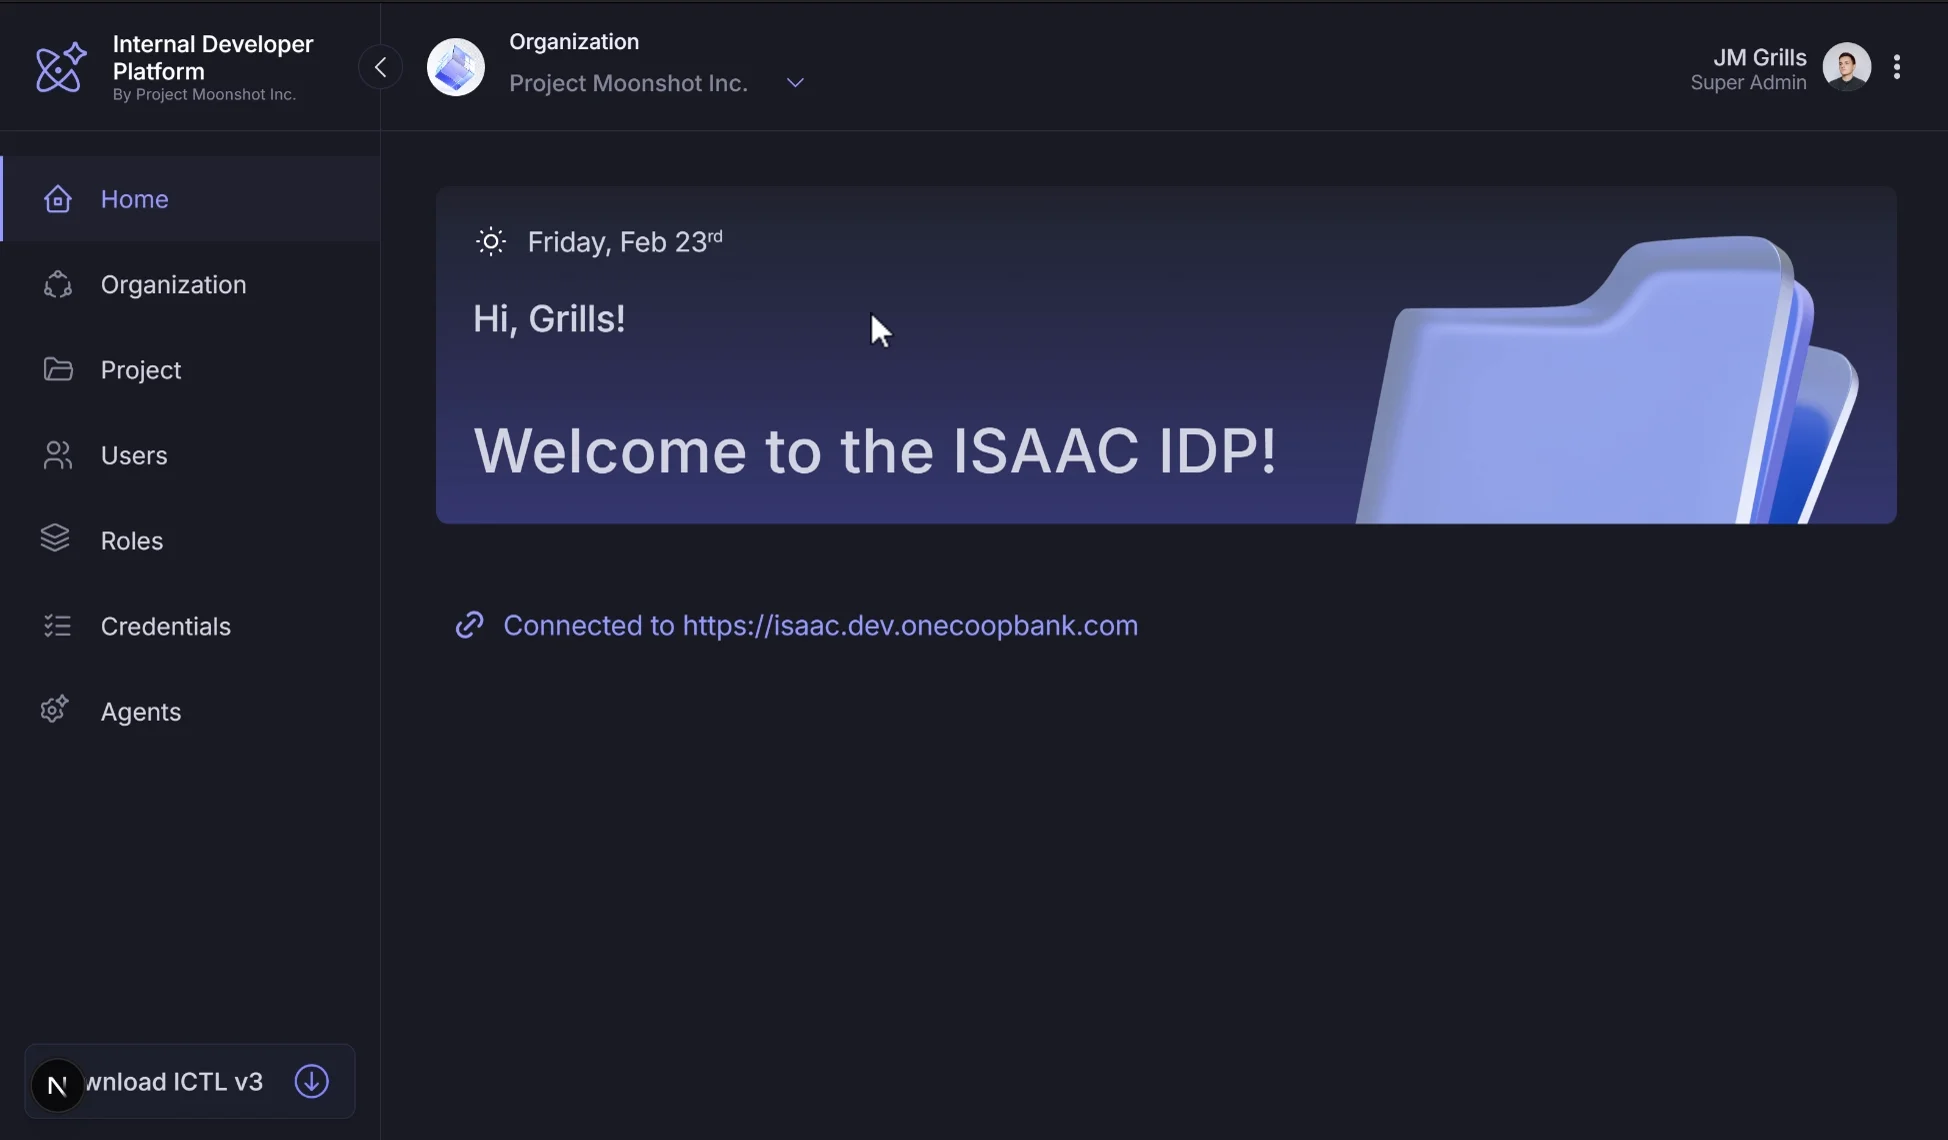 Internal Developer
Platform
By Project Moonshot Inc.
Organization
Project Moonshot Inc.
JM Grills
Super Admin
Home
Organization
Project
Users
Roles
Credentials
Agents
Friday, Feb 23rd
Hi, Grills!
Welcome to the ISAAC IDP!
Connected to https://isaac.dev.onecoopbank.com
N
wnload ICTL v3